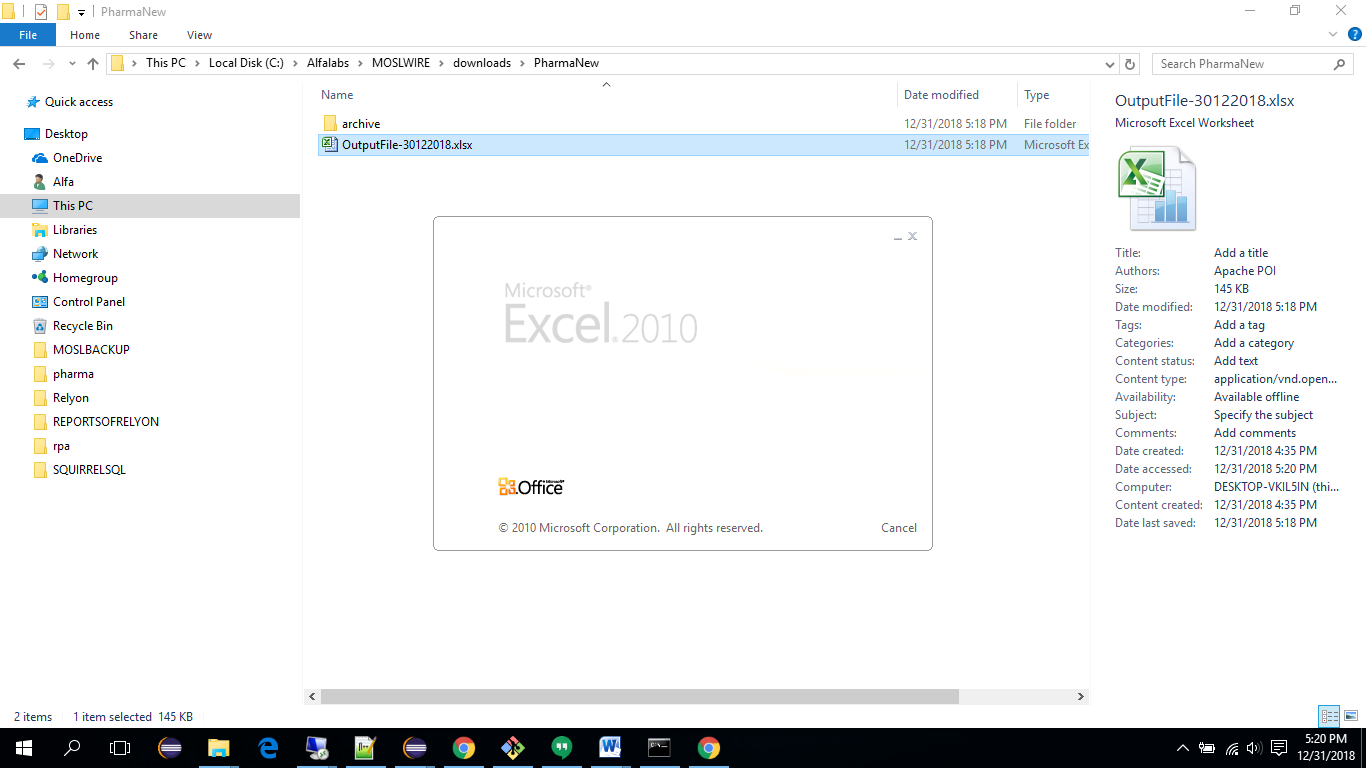 PharmaNew
File Home Share View
This PC Local Disk (C:) Alfalabs MOSLWIRE downloads PharmaNew
Search PharmaNew
Quick access
Desktop
OneDrive
Alfa
This PC
Libraries
Network
Homegroup
Control Panel
Recycle Bin
MOSLBACKUP
pharma
Relyon
REPORTSOFRELYON
rpa
SQUIRRELSQL
Name Date modified Type
archive 12/31/2018 5:18 PM File folder
OutputFile-30122018.xlsx 12/31/2018 5:18 PM Microsoft Ex
Microsoft®
Excel® 2010
Microsoft®
Office
© 2010 Microsoft Corporation. All rights reserved. Cancel
OutputFile-30122018.xlsx
Microsoft Excel Worksheet
Title: Add a title
Authors: Apache POI
Size: 145 KB
Date modified: 12/31/2018 5:18 PM
Tags: Add a tag
Categories: Add a category
Content status: Add text
Content type: application/vnd.open...
Availability: Available offline
Subject: Specify the subject
Comments: Add comments
Date created: 12/31/2018 4:35 PM
Date accessed: 12/31/2018 5:20 PM
Computer: DESKTOP-VKIL5IN (thi...
Content created: 12/31/2018 4:35 PM
Date last saved: 12/31/2018 5:18 PM
2 items 1 item selected 145 KB
5:20 PM
12/31/2018